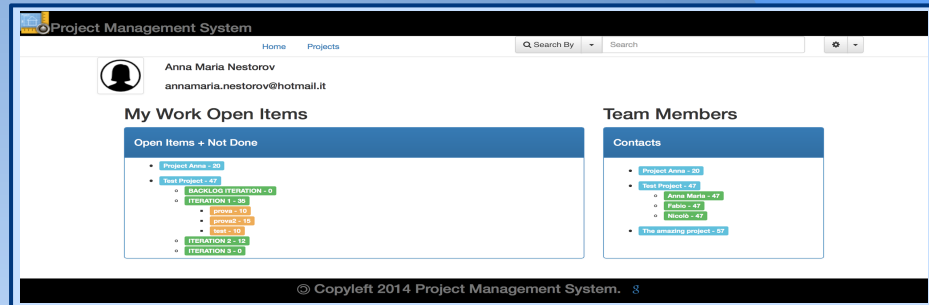 Project Management System
Home Projects Search By Search
Anna Maria Nestorov
annamaria.nestorov@hotmail.it
My Work Open Items
Open Items + Not Done
Project Anna - 20
Test Project - 47
BACKLOG ITERATION - 0
ITERATION 1 - 35
prova - 10
prova2 - 15
test - 10
ITERATION 2 - 12
ITERATION 3 - 0
Team Members
Contacts
Project Anna - 20
Test Project - 47
Anna Maria - 47
Fabio - 47
Nicolò - 47
The amazing project - 57
Copyleft 2014 Project Management System. 8